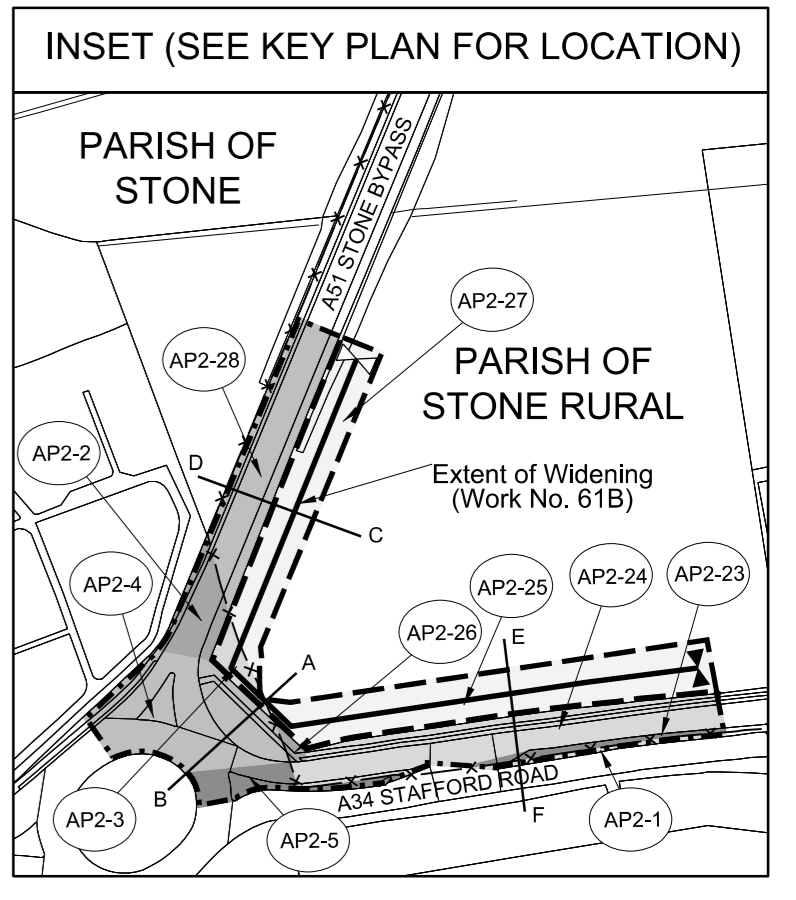 INSET (SEE KEY PLAN FOR LOCATION)
PARISH OF
STONE
A51 STONE BYPASS
AP2-27
AP2-28
PARISH OF
STONE RURAL
AP2-2
D
Extent of Widening
(Work No. 61B)
C
AP2-4
AP2-25
AP2-24
AP2-23
AP2-26
E
A
B
A34 STAFFORD ROAD
F
AP2-3
AP2-5
AP2-1